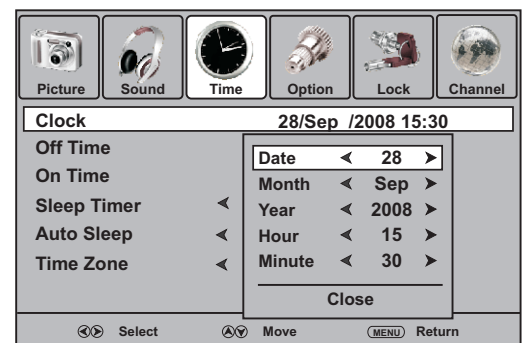 Picture Sound Time Option Lock Channel
Clock 28/Sep /2008 15:30
Off Time
On Time
Sleep Timer
Auto Sleep
Time Zone
Date 28
Month Sep
Year 2008
Hour 15
Minute 30
Close
Select Move MENU Return